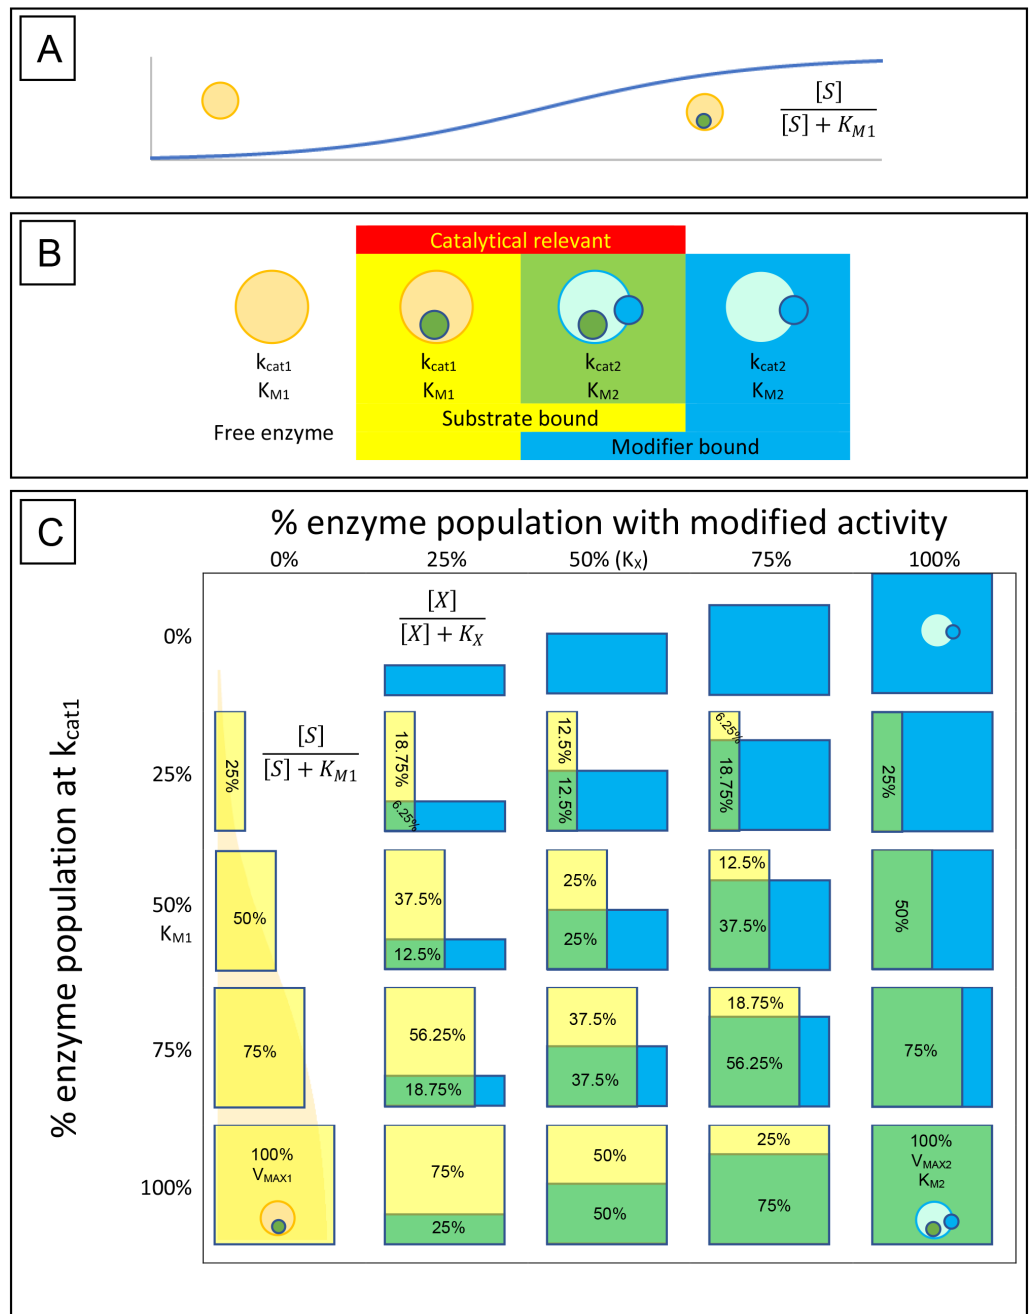 A
[S]
[S] + K_M1
B
Catalytical relevant
k_cat1 k_cat1 k_cat2 k_cat2
K_M1 K_M1 K_M2 K_M2
Free enzyme
Substrate bound
Modifier bound
C
% enzyme population with modified activity
0% 25% 50% (K_X) 75% 100%
% enzyme population at k_cat1
0%
[X]
[X] + K_X
25%
25%
[S]
[S] + K_M1
18.75%
6.25%
12.5%
12.5%
6.25%
18.75%
25%
50%
K_M1
50%
37.5%
12.5%
25%
25%
12.5%
37.5%
50%
75%
75%
56.25%
18.75%
37.5%
37.5%
18.75%
56.25%
75%
100%
100%
V_MAX1
75%
25%
50%
50%
25%
75%
100%
V_MAX2
K_M2